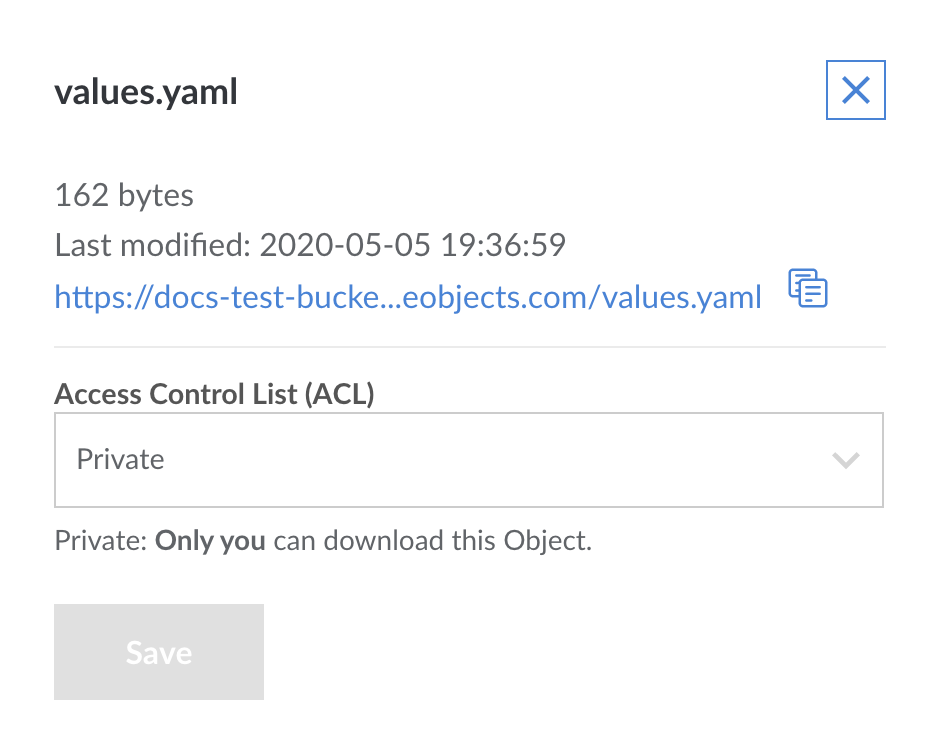 values.yaml
162 bytes
Last modified: 2020-05-05 19:36:59
https://docs-test-bucke...eobjects.com/values.yaml
Access Control List (ACL)
Private
Private: Only you can download this Object.
Save